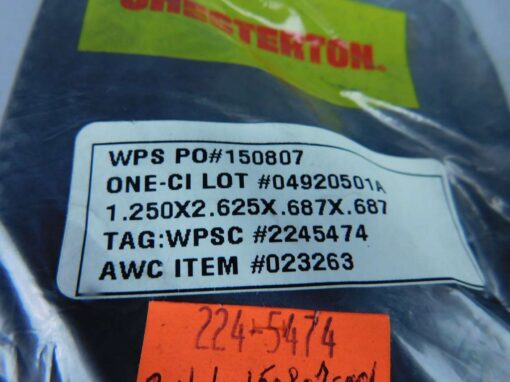 CHESTERTON
WPS PO#150807
ONE-CI LOT #04920501A
1.250X2.625X.687X.687
TAG:WPSC #2245474
AWC ITEM #023263
224-5474